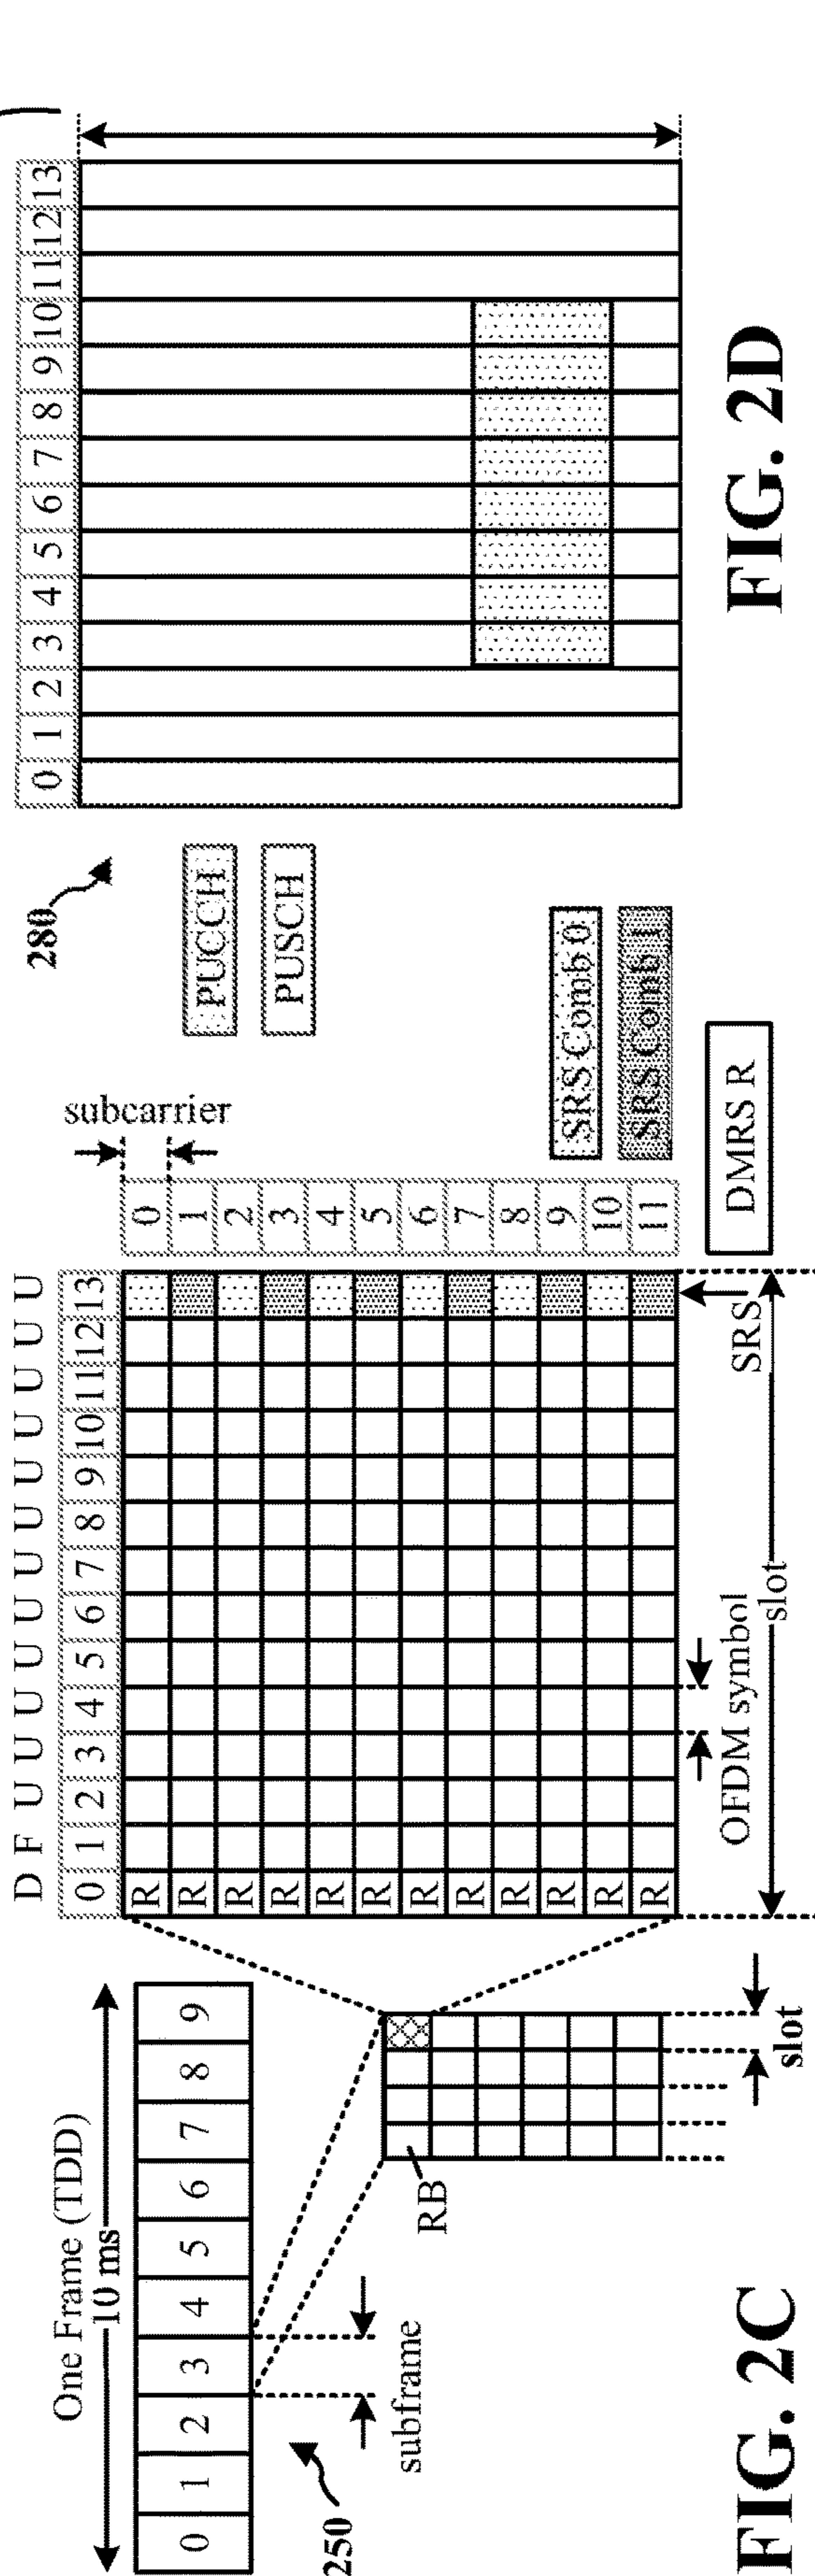 One Frame (TDD)
10 ms
0 1 2 3 4 5 6 7 8 9
250
subframe
RB
slot
D F U U U U U U U U U U U U
0 1 2 3 4 5 6 7 8 9 10 11 12 13
R
R
R
R
R
R
R
R
R
R
R
R
subcarrier
0
1
2
3
4
5
6
7
8
9
10
11
OFDM symbol
slot
SRS
SRS Comb 0
SRS Comb 1
DMRS R
FIG. 2C
280
PUCCH
PUSCH
0 1 2 3 4 5 6 7 8 9 10 11 12 13
FIG. 2D